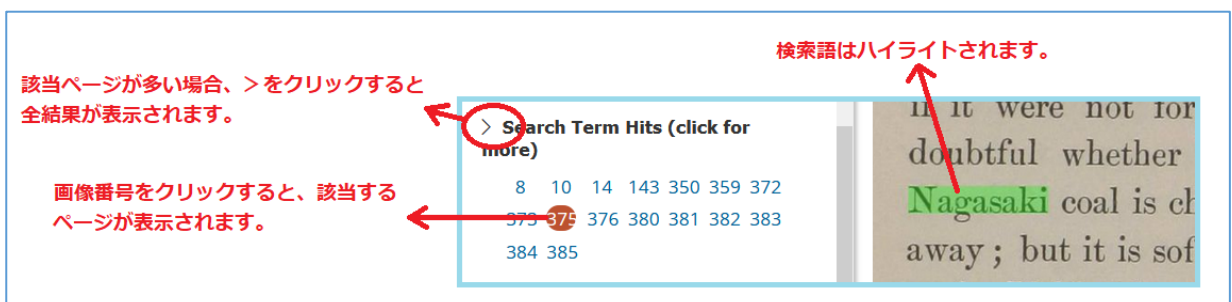 検索語はハイライトされます。
該当ページが多い場合、＞をクリックすると
全結果が表示されます。
画像番号をクリックすると、該当する
ページが表示されます。
> Search Term Hits (click for
more)
8 10 14 143 350 359 372
373 375 376 380 381 382 383
384 385
if it were not for
doubtful whether
Nagasaki coal is
away ; but it is